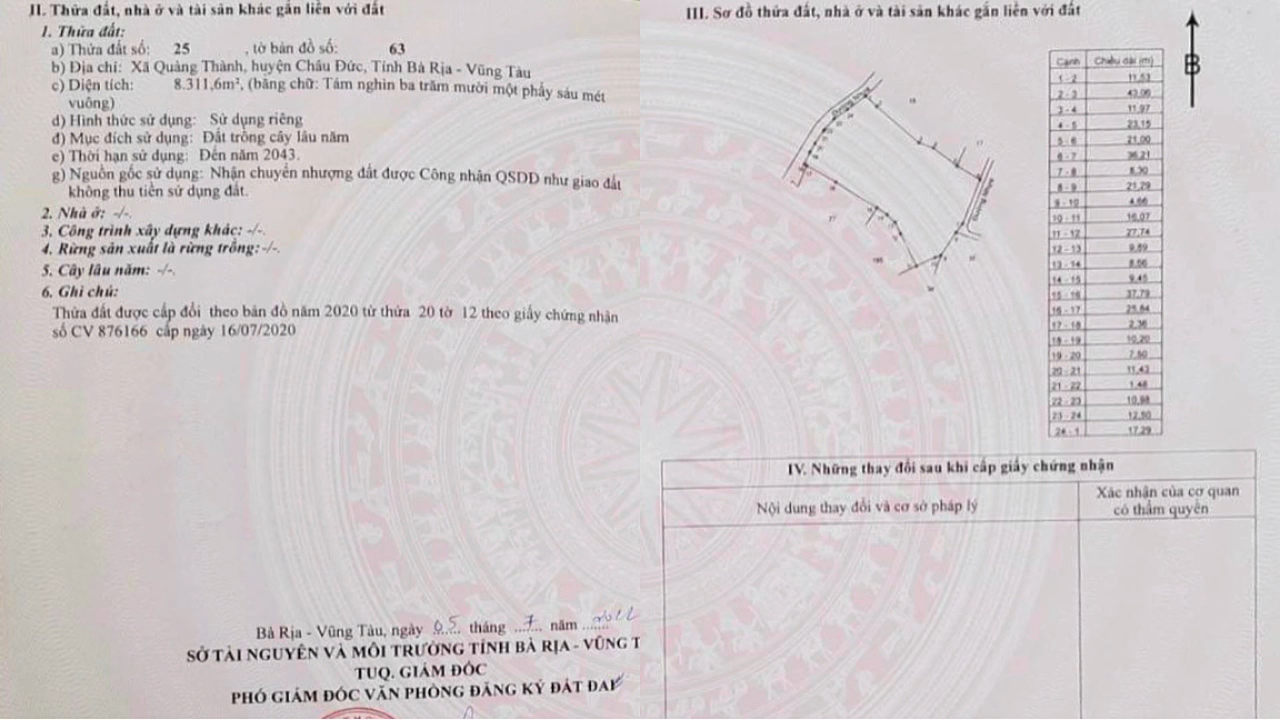 II. Thửa đất, nhà ở và tài sản khác gắn liền với đất
1. Thửa đất:
a) Thửa đất số: 25 , tờ bản đồ số: 63
b) Địa chỉ: Xã Quảng Thành, huyện Châu Đức, Tỉnh Bà Rịa - Vũng Tàu
c) Diện tích: 8.311,6m², (bằng chữ: Tám nghìn ba trăm mười một phẩy sáu mét
vuông)
d) Hình thức sử dụng: Sử dụng riêng
đ) Mục đích sử dụng: Đất trồng cây lâu năm
e) Thời hạn sử dụng: Đến năm 2043.
g) Nguồn gốc sử dụng: Nhận chuyển nhượng đất được Công nhận QSDĐ như giao đất
không thu tiền sử dụng đất.
2. Nhà ở: -/-.
3. Công trình xây dựng khác: -/-.
4. Rừng sản xuất là rừng trồng: -/-.
5. Cây lâu năm: -/-.
6. Ghi chú:
Thửa đất được cấp đổi theo bản đồ năm 2020 từ thửa 20 tờ 12 theo giấy chứng nhận
số CV 876166 cấp ngày 16/07/2020
Bà Rịa - Vũng Tàu, ngày 05 tháng 7 năm 2022
SỞ TÀI NGUYÊN VÀ MÔI TRƯỜNG TỈNH BÀ RỊA - VŨNG T
TUQ. GIÁM ĐỐC
PHÓ GIÁM ĐỐC VĂN PHÒNG ĐĂNG KÝ ĐẤT ĐAI
III. Sơ đồ thửa đất, nhà ở và tài sản khác gắn liền với đất
B
Đường nhựa
Đường nhựa
Cạnh Chiều dài (m)
1 - 2 11,53
2 - 3 43,06
3 - 4 11,97
4 - 5 23,15
5 - 6 21,00
6 - 7 36,21
7 - 8 8,30
8 - 9 21,29
9 - 10 4,66
10 - 11 16,07
11 - 12 27,74
12 - 13 9,89
13 - 14 8,66
14 - 15 9,45
15 - 16 37,79
16 - 17 25,84
17 - 18 2,36
18 - 19 10,20
19 - 20 7,80
20 - 21 11,43
21 - 22 1,48
22 - 23 10,98
23 - 24 12,50
24 - 1 17,29
IV. Những thay đổi sau khi cấp giấy chứng nhận
Nội dung thay đổi và cơ sở pháp lý
Xác nhận của cơ quan
có thẩm quyền